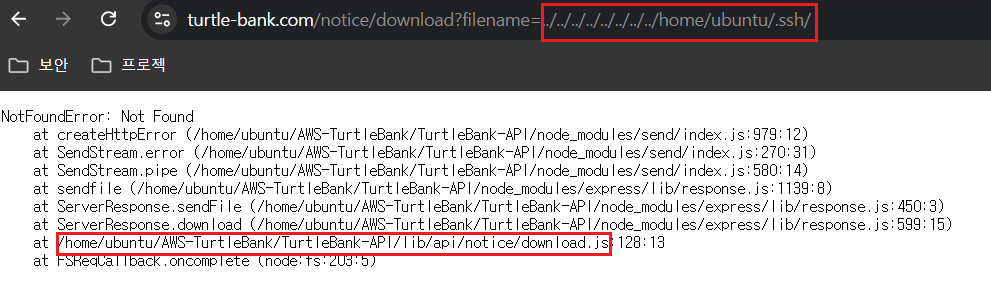 turtle-bank.com/notice/download?filename=../../../../../../../../../home/ubuntu/.ssh/
보안 프로젝
NotFoundError: Not Found
at createHttpError (/home/ubuntu/AWS-TurtleBank/TurtleBank-API/node_modules/send/index.js:979:12)
at SendStream.error (/home/ubuntu/AWS-TurtleBank/TurtleBank-API/node_modules/send/index.js:270:31)
at SendStream.pipe (/home/ubuntu/AWS-TurtleBank/TurtleBank-API/node_modules/send/index.js:580:14)
at sendfile (/home/ubuntu/AWS-TurtleBank/TurtleBank-API/node_modules/express/lib/response.js:1139:8)
at ServerResponse.sendFile (/home/ubuntu/AWS-TurtleBank/TurtleBank-API/node_modules/express/lib/response.js:450:3)
at ServerResponse.download (/home/ubuntu/AWS-TurtleBank/TurtleBank-API/node_modules/express/lib/response.js:599:15)
at /home/ubuntu/AWS-TurtleBank/TurtleBank-API/lib/api/notice/download.js:128:13
at FSReqCallback.oncomplete (node:fs:203:5)